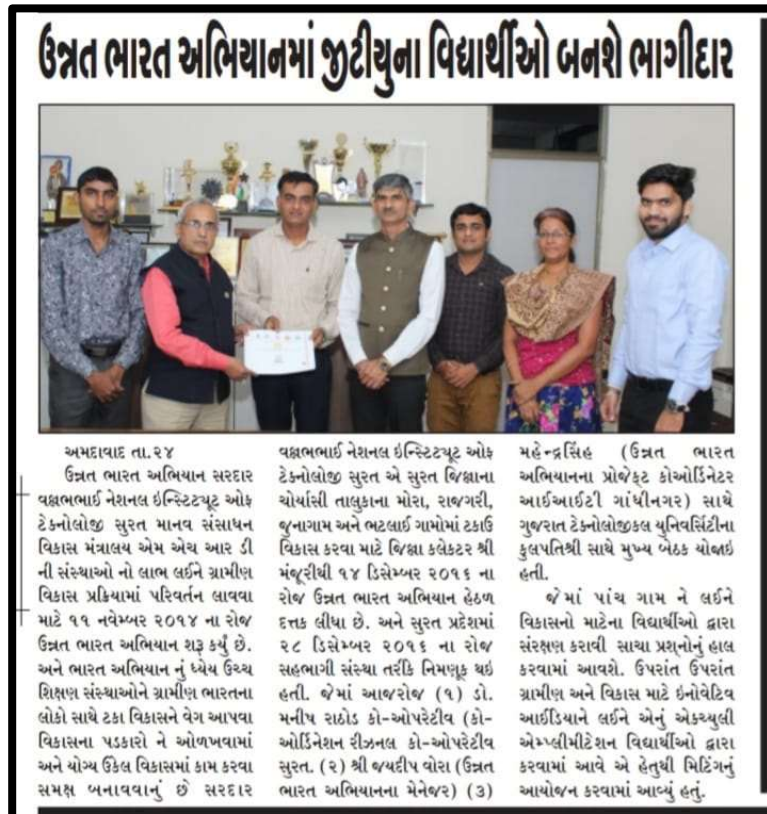 ઉન્નત ભારત અભિયાનમાં જીટીયુના વિદ્યાર્થીઓ બનશે ભાગીદાર
અમદાવાદ તા.૨૪
ઉન્નત ભારત અભિયાન સરદાર
વલ્લભભાઈ નેશનલ ઇન્સ્ટિટ્યૂટ ઓફ
ટેક્નોલોજી સુરત માનવ સંસાધન
વિકાસ મંત્રાલય એમ એચ આર ડી
ની સંસ્થાઓ નો લાભ લઈને ગ્રામીણ
વિકાસ પ્રક્રિયામાં પરિવર્તન લાવવા
માટે ૧૧ નવેમ્બર ૨૦૧૪ ના રોજ
ઉન્નત ભારત અભિયાન શરૂ કર્યું છે.
અને ભારત અભિયાન નું ધ્યેય ઉચ્ચ
શિક્ષણ સંસ્થાઓને ગ્રામીણ ભારતના
લોકો સાથે ટકા વિકાસને વેગ આપવા
વિકાસના પડકારો ને ઓળખવામાં
અને યોગ્ય ઉકેલ વિકાસમાં કામ કરવા
સમક્ષ બનાવવાનું છે સરદાર
વલ્લભભાઈ નેશનલ ઇન્સ્ટિટ્યૂટ ઓફ
ટેક્નોલોજી સુરત એ સુરત જિલ્લાના
ચોર્યાસી તાલુકાના મોરા, રાજગરી,
જુનાગામ અને ભટલાઈ ગામોમાં ટકાઉ
વિકાસ કરવા માટે જિલ્લા કલેકટર શ્રી
મંજૂરીથી ૧૪ ડિસેમ્બર ૨૦૧૬ ના
રોજ ઉન્નત ભારત અભિયાન હેઠળ
દત્તક લીધા છે. અને સુરત પ્રદેશમાં
૨૮ ડિસેમ્બર ૨૦૧૬ ના રોજ
સહભાગી સંસ્થા તરીકે નિમણૂક થઇ
હતી. જેમાં આજરોજ (૧) ડો.
મનીષ રાઠોડ કો-ઓપરેટીવ (કો-
ઓર્ડિનેશન રીઝનલ કો-ઓપરેટીવ
સુરત. (૨) શ્રી જયદીપ વોરા (ઉન્નત
ભારત અભિયાનના મેનેજર) (૩)
મહેન્દ્રસિંહ (ઉન્નત ભારત
અભિયાનના પ્રોજેક્ટ કોઓર્ડિનેટર
આઈઆઈટી ગાંધીનગર) સાથે
ગુજરાત ટેક્નોલોજીકલ યુનિવર્સિટીના
કુલપતિશ્રી સાથે મુખ્ય બેઠક યોજાઇ
હતી.
જેમાં પાંચ ગામ ને લઈને
વિકાસનો માટેના વિદ્યાર્થીઓ દ્વારા
સંરક્ષણ કરાવી સાચા પ્રશ્નોનું હાલ
કરવામાં આવશે. ઉપરાંત ઉપરાંત
ગ્રામીણ અને વિકાસ માટે ઇનોવેટિવ
આઈડિયાને લઈને એનું એક્ચ્યુલી
એમ્પ્લીમીટેશન વિદ્યાર્થીઓ દ્વારા
કરવામાં આવે એ હેતુથી મિટિંગનું
આયોજન કરવામાં આવ્યું હતું.